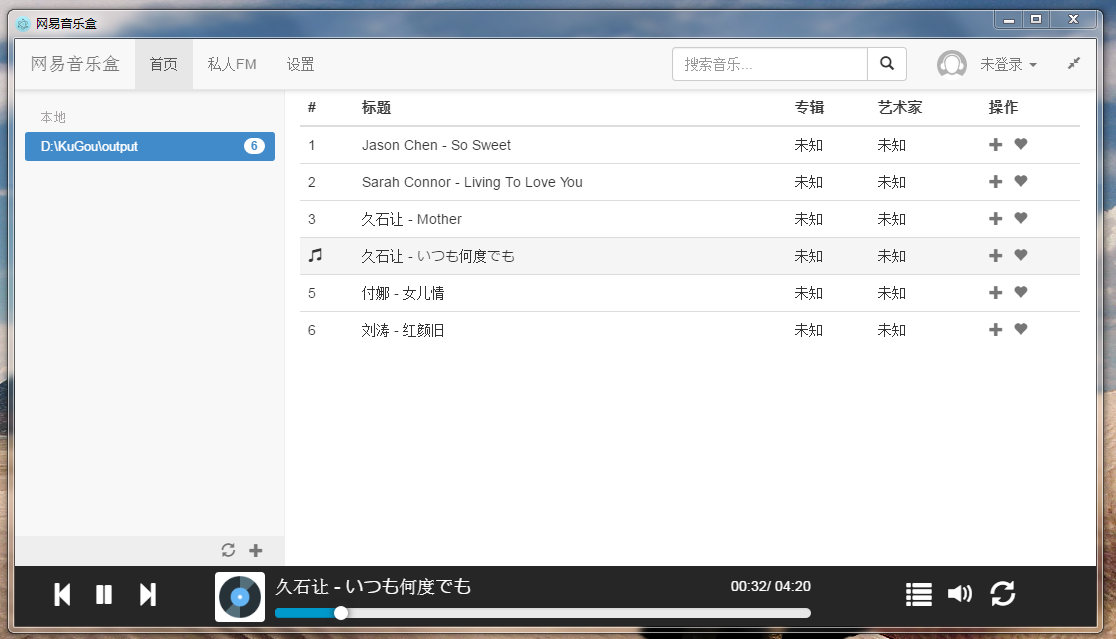 网易音乐盒
网易音乐盒 首页 私人FM 设置 搜索音乐... 未登录
本地
D:\KuGou\output 6
# 标题 专辑 艺术家 操作
1 Jason Chen - So Sweet 未知 未知
2 Sarah Connor - Living To Love You 未知 未知
3 久石让 - Mother 未知 未知
久石让 - いつも何度でも 未知 未知
5 付娜 - 女儿情 未知 未知
6 刘涛 - 红颜旧 未知 未知
久石让 - いつも何度でも 00:32/ 04:20